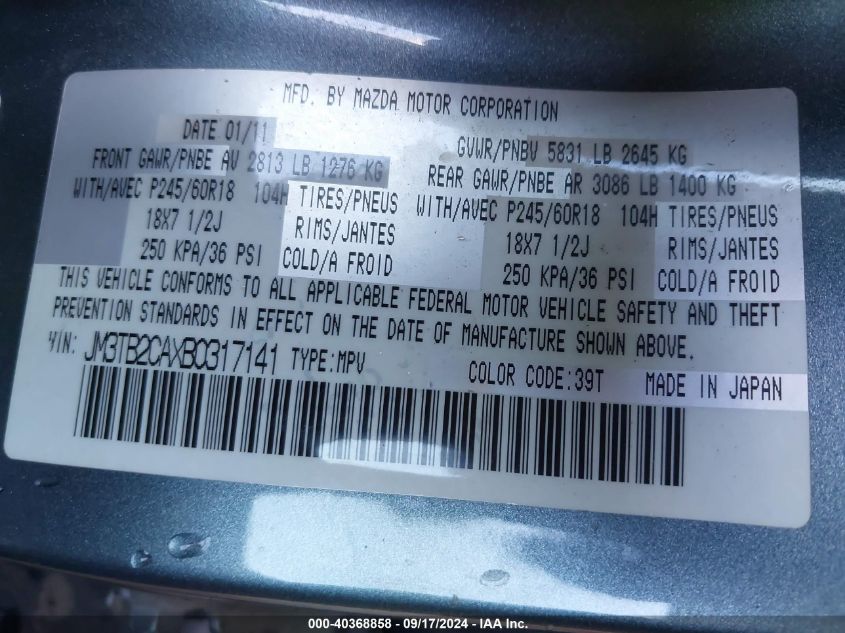 MFD. BY MAZDA MOTOR CORPORATION
DATE 01/11
GVWR/PNBV 5831 LB 2645 KG
FRONT GAWR/PNBE AV 2813 LB 1276 KG
REAR GAWR/PNBE AR 3086 LB 1400 KG
WITH/AVEC P245/60R18 104H TIRES/PNEUS
WITH/AVEC P245/60R18 104H TIRES/PNEUS
18X7 1/2J RIMS/JANTES
18X7 1/2J RIMS/JANTES
250 KPA/36 PSI COLD/A FROID
250 KPA/36 PSI COLD/A FROID
THIS VEHICLE CONFORMS TO ALL APPLICABLE FEDERAL MOTOR VEHICLE SAFETY AND THEFT
PREVENTION STANDARDS IN EFFECT ON THE DATE OF MANUFACTURE SHOWN ABOVE.
VIN: JM3TB2CAXB0317141 TYPE:MPV
COLOR CODE:39T MADE IN JAPAN
000-40368858 - 09/17/2024 - IAAI.COM INC.